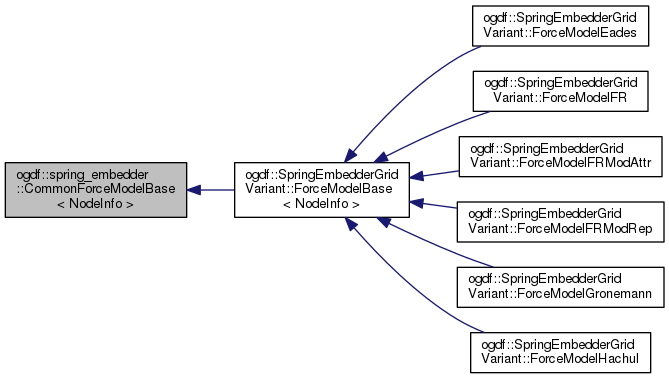 ogdf::SpringEmbedderGrid
Variant::ForceModelEades
ogdf::SpringEmbedderGrid
Variant::ForceModelFR
ogdf::SpringEmbedderGrid
Variant::ForceModelFRModAttr
ogdf::spring_embedder
::CommonForceModelBase
< NodeInfo >
ogdf::SpringEmbedderGrid
Variant::ForceModelBase
< NodeInfo >
ogdf::SpringEmbedderGrid
Variant::ForceModelFRModRep
ogdf::SpringEmbedderGrid
Variant::ForceModelGronemann
ogdf::SpringEmbedderGrid
Variant::ForceModelHachul